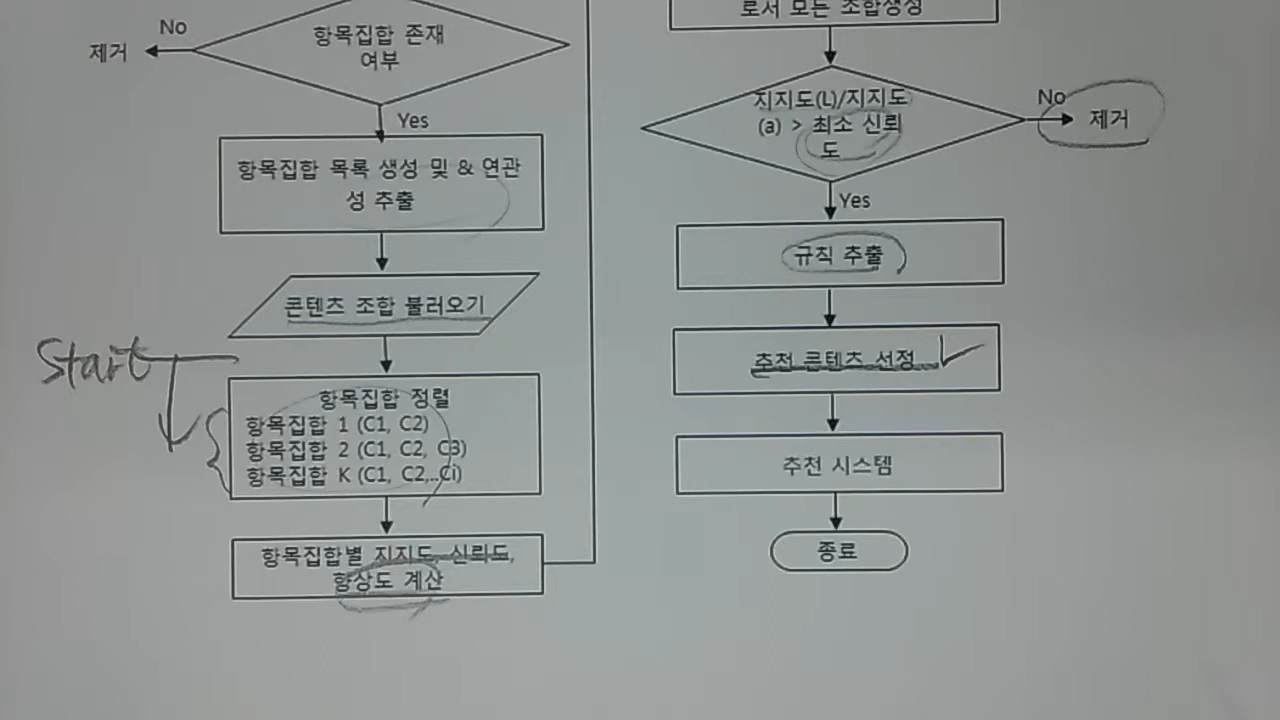 No
제거
항목집합 존재
여부
Yes
항목집합 목록 생성 및 & 연관
성 추출
콘텐츠 조합 불러오기
Start
항목집합 정렬
항목집합 1 (C1, C2)
항목집합 2 (C1, C2, C3)
항목집합 K (C1, C2,..Ci)
항목집합별 지지도, 신뢰도,
향상도 계산
로서 모든 조합생성
지지도(L)/지지도
(a) > 최소 신뢰
도
No
제거
Yes
규칙 추출
추천 콘텐츠 선정
추천 시스템
종료